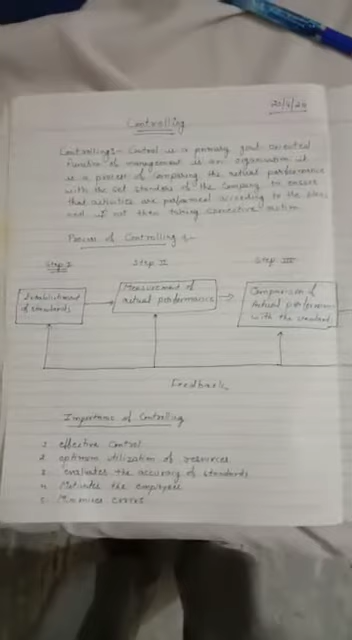 Controlling
Controlling:- Control is a primary goal oriented
function of management in an organisation it
is a process of comparing the actual performance
with the set standard of the company to ensure
that activities are performed according to the plans
and if not then taking corrective action
Process of Controlling :-
Step I Step II Step III
Establishment
of standards
Measurement of
actual performance
Comparison of
actual performance
with the standard
Feedback
Importance of Controlling
1 effective control
2 optimum utilization of resources
3 evaluates the accuracy of standards
4 Motivates the employees
5 Minimise errors